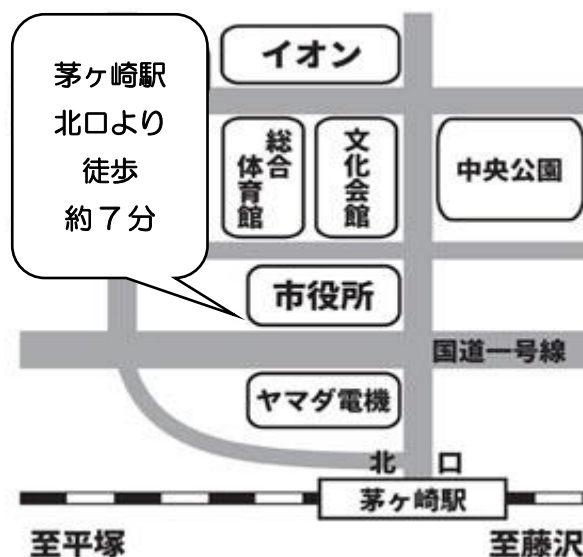 茅ヶ崎駅
北口より
徒歩
約７分
イオン
総合
体育館
文化会館
中央公園
市役所
国道一号線
ヤマダ電機
北口
茅ヶ崎駅
至平塚
至藤沢